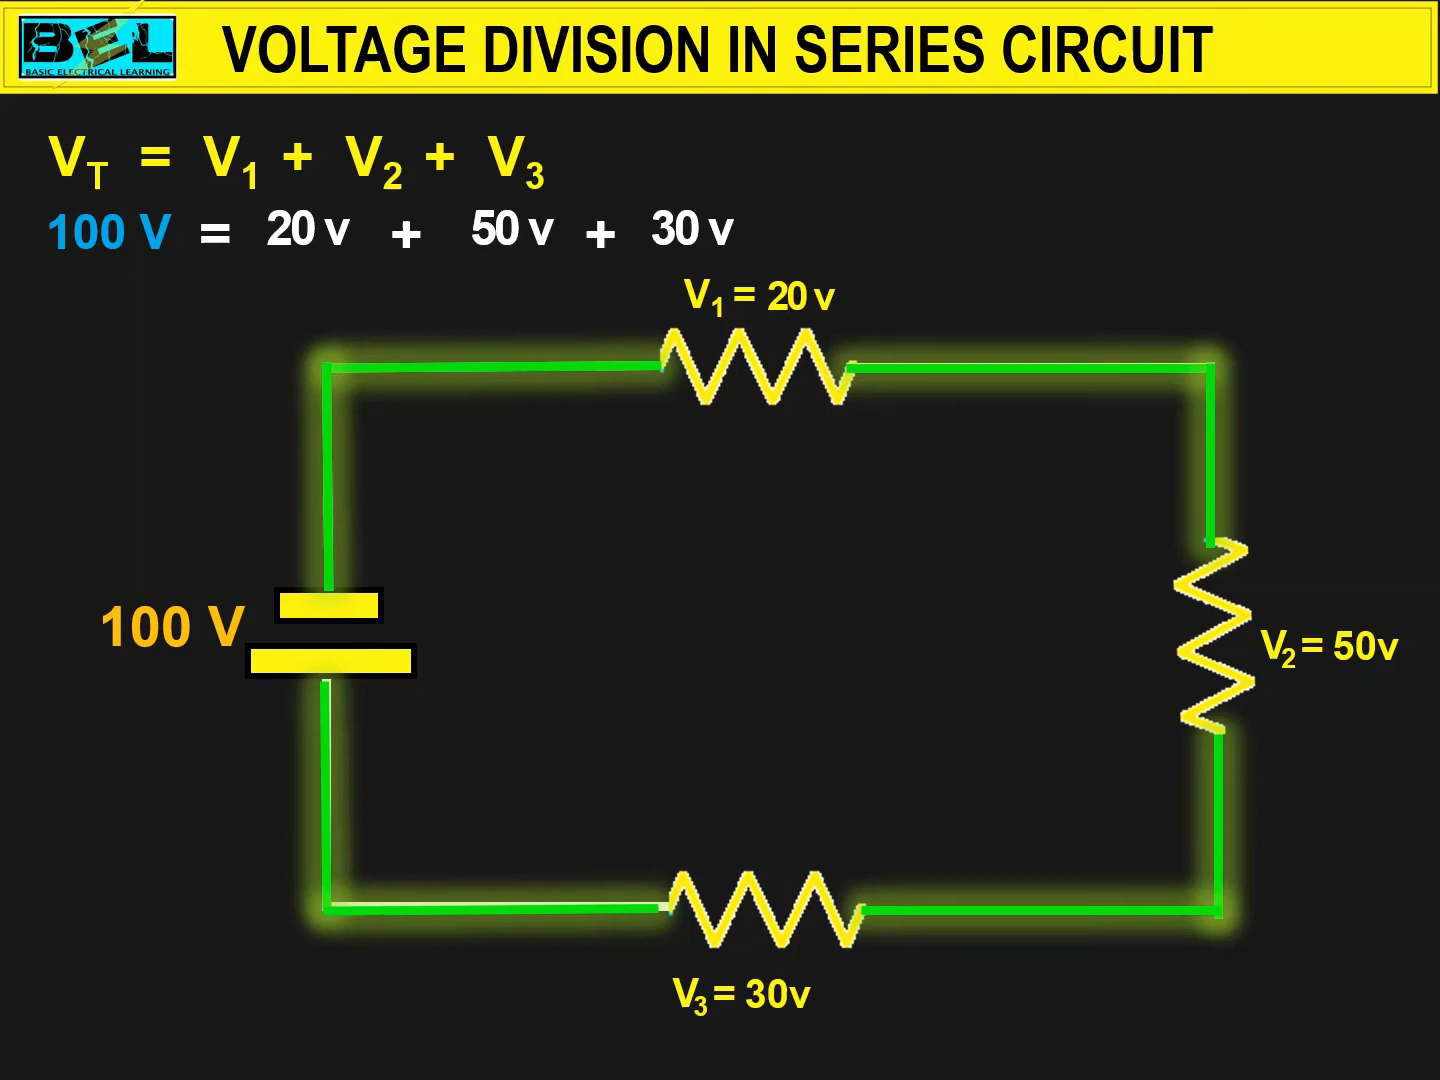 BEL
BASIC ELECTRICAL LEARNING
VOLTAGE DIVISION IN SERIES CIRCUIT
VT = V1 + V2 + V3
100 V = 20 v + 50 v + 30 v
V1 = 20 v
100 V
V2 = 50v
V3 = 30v